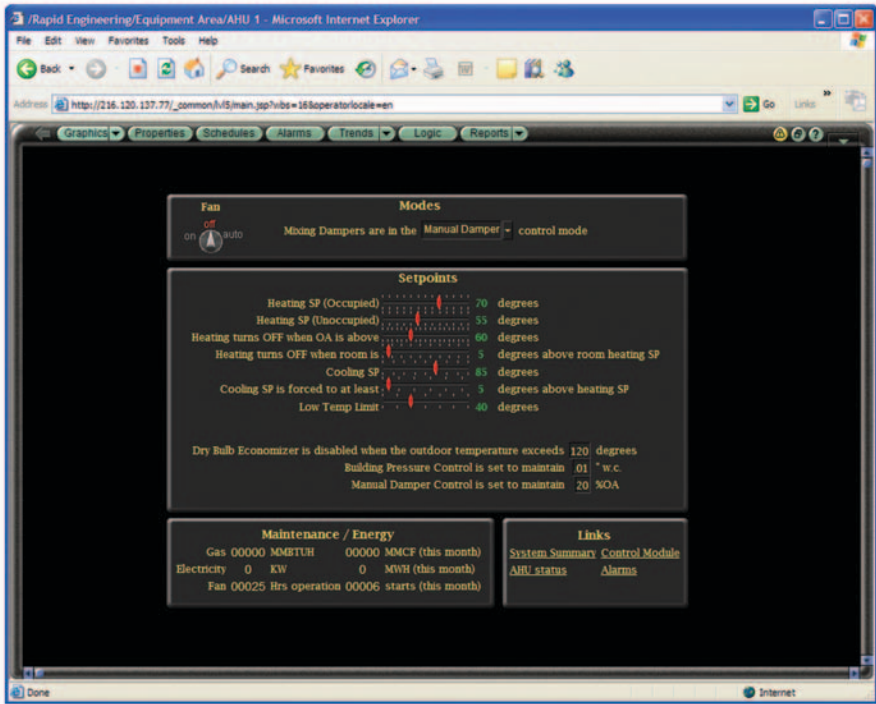 /Rapid Engineering/Equipment Area/AHU 1 - Microsoft Internet Explorer
File Edit View Favorites Tools Help
Back Search Favorites
Address http://216.120.137.77/_common/lvl5/main.jsp?wbs=16&operatorlocale=en Go Links »
Graphics Properties Schedules Alarms Trends Logic Reports ?
Fan Modes
off
on auto Mixing Dampers are in the Manual Damper control mode
Setpoints
Heating SP (Occupied) 70 degrees
Heating SP (Unoccupied) 55 degrees
Heating turns OFF when OA is above 60 degrees
Heating turns OFF when room is 5 degrees above room heating SP
Cooling SP 85 degrees
Cooling SP is forced to at least 5 degrees above heating SP
Low Temp Limit 40 degrees
Dry Bulb Economizer is disabled when the outdoor temperature exceeds 120 degrees
Building Pressure Control is set to maintain .01 " w.c.
Manual Damper Control is set to maintain 20 %OA
Maintenance / Energy
Gas 00000 MMBTUH 00000 MMCF (this month)
Electricity 0 KW 0 MWH (this month)
Fan 00025 Hrs operation 00006 starts (this month)
Links
System Summary Control Module
AHU status Alarms
Done Internet